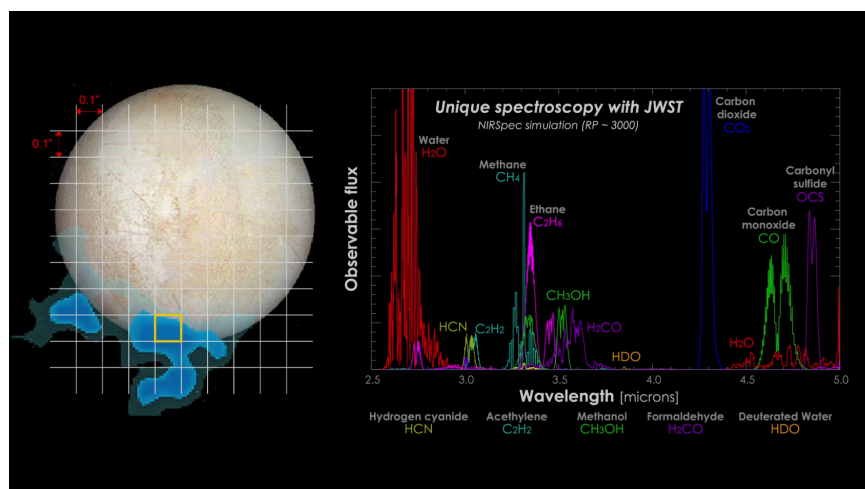 0.1"
0.1"
Unique spectroscopy with JWST
NIRSpec simulation (RP ~ 3000)
Water
H₂O
Methane
CH₄
Ethane
C₂H₆
HCN
C₂H₂
CH₃OH
H₂CO
HDO
Carbon
dioxide
CO₂
Carbonyl
sulfide
OCS
Carbon
monoxide
CO
H₂O
Observable flux
2.5 3.0 3.5 4.0 4.5 5.0
Wavelength [microns]
Hydrogen cyanide Acethylene Methanol Formaldehyde Deuterated Water
HCN C₂H₂ CH₃OH H₂CO HDO